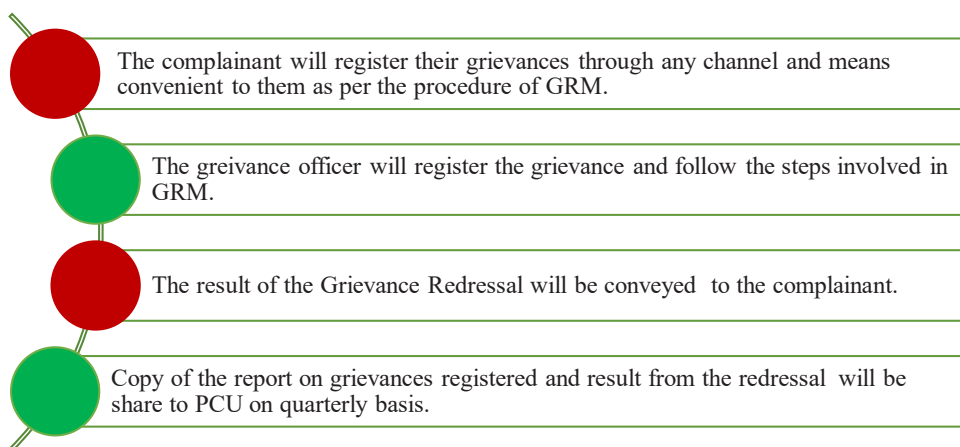 The complainant will register their grievances through any channel and means
convenient to them as per the procedure of GRM.
The greivance officer will register the grievance and follow the steps involved in
GRM.
The result of the Grievance Redressal will be conveyed to the complainant.
Copy of the report on grievances registered and result from the redressal will be
share to PCU on quarterly basis.